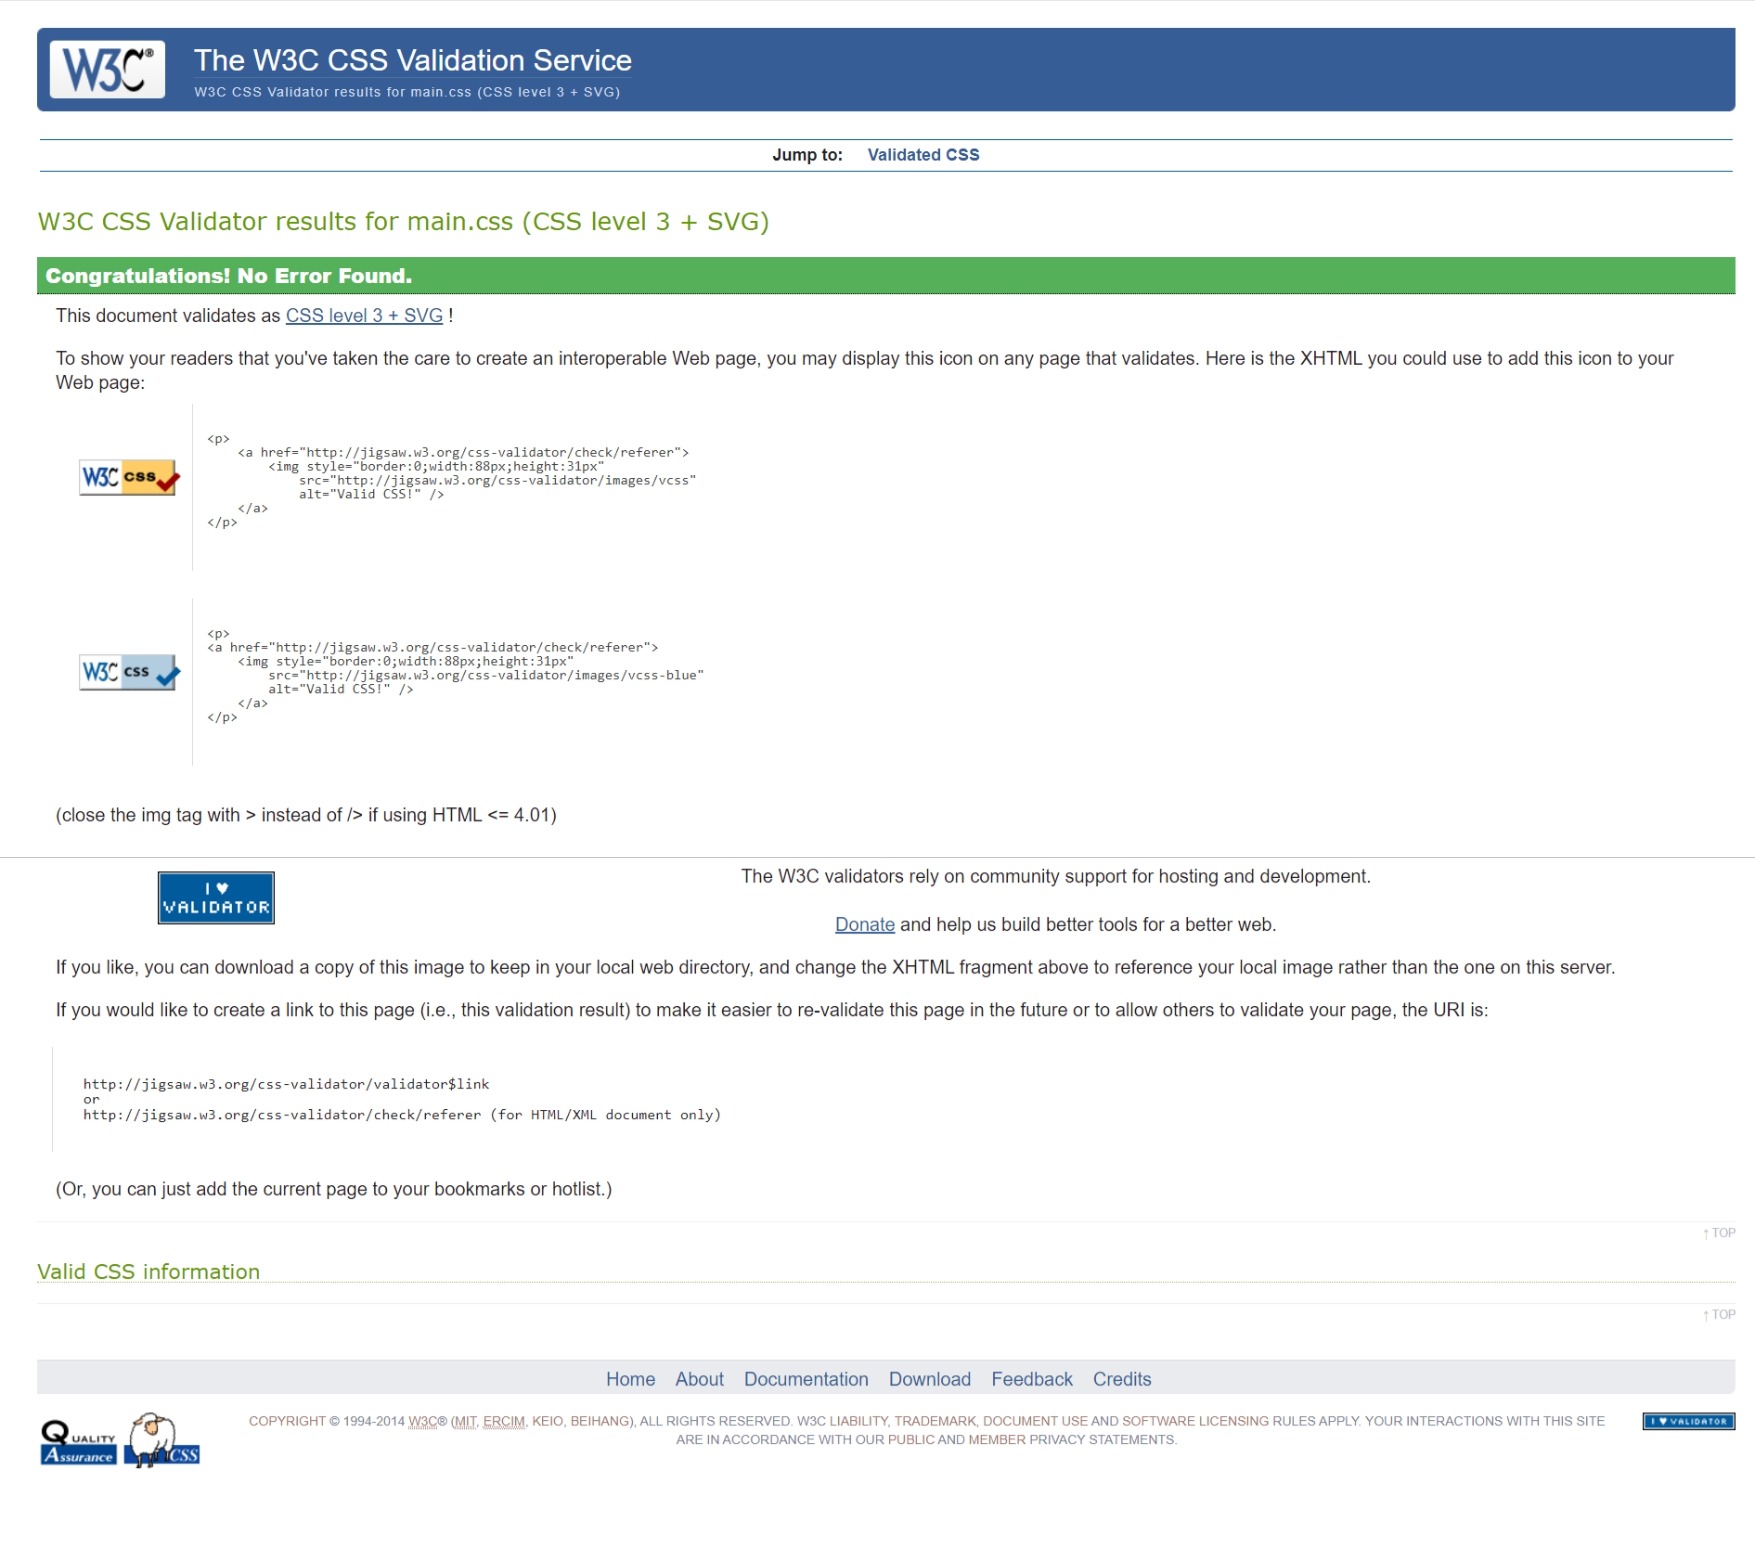 W3C®
The W3C CSS Validation Service
W3C CSS Validator results for main.css (CSS level 3 + SVG)
Jump to: Validated CSS
W3C CSS Validator results for main.css (CSS level 3 + SVG)
Congratulations! No Error Found.
This document validates as CSS level 3 + SVG !
To show your readers that you've taken the care to create an interoperable Web page, you may display this icon on any page that validates. Here is the XHTML you could use to add this icon to your
Web page:
W3C css
<p>
    <a href="http://jigsaw.w3.org/css-validator/check/referer">
        <img style="border:0;width:88px;height:31px"
            src="http://jigsaw.w3.org/css-validator/images/vcss"
            alt="Valid CSS!" />
    </a>
</p>
W3C css
<p>
<a href="http://jigsaw.w3.org/css-validator/check/referer">
    <img style="border:0;width:88px;height:31px"
        src="http://jigsaw.w3.org/css-validator/images/vcss-blue"
        alt="Valid CSS!" />
    </a>
</p>
(close the img tag with > instead of /> if using HTML <= 4.01)
I ♥
VALIDATOR
The W3C validators rely on community support for hosting and development.
Donate and help us build better tools for a better web.
If you like, you can download a copy of this image to keep in your local web directory, and change the XHTML fragment above to reference your local image rather than the one on this server.
If you would like to create a link to this page (i.e., this validation result) to make it easier to re-validate this page in the future or to allow others to validate your page, the URI is:
http://jigsaw.w3.org/css-validator/validator$link
or
http://jigsaw.w3.org/css-validator/check/referer (for HTML/XML document only)
(Or, you can just add the current page to your bookmarks or hotlist.)
↑ TOP
Valid CSS information
↑ TOP
Home About Documentation Download Feedback Credits
Quality
Assurance
CSS
COPYRIGHT © 1994-2014 W3C® (MIT, ERCIM, KEIO, BEIHANG), ALL RIGHTS RESERVED. W3C LIABILITY, TRADEMARK, DOCUMENT USE AND SOFTWARE LICENSING RULES APPLY. YOUR INTERACTIONS WITH THIS SITE
ARE IN ACCORDANCE WITH OUR PUBLIC AND MEMBER PRIVACY STATEMENTS.
I ♥ VALIDATOR